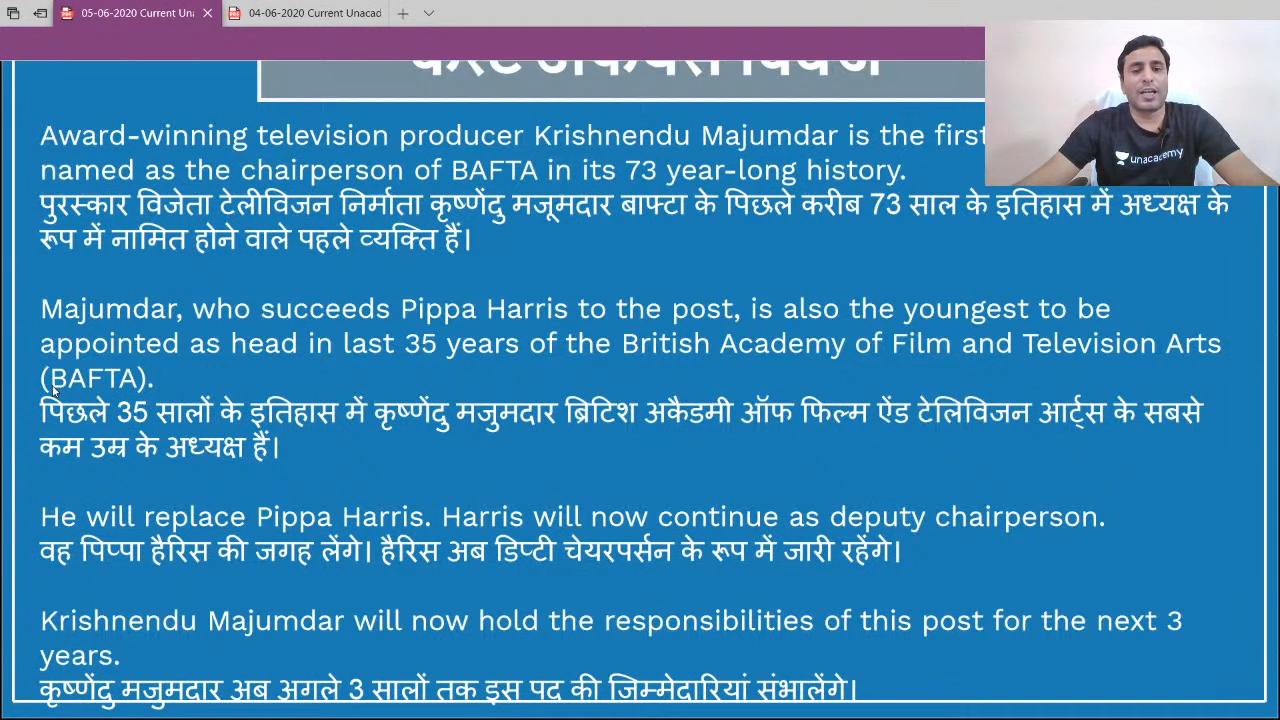 05-06-2020 Current Una
04-06-2020 Current Unacad
Award-winning television producer Krishnendu Majumdar is the first
named as the chairperson of BAFTA in its 73 year-long history.
पुरस्कार विजेता टेलीविजन निर्माता कृष्णेंदु मजूमदार बाफ्टा के पिछले करीब 73 साल के इतिहास में अध्यक्ष के
रूप में नामित होने वाले पहले व्यक्ति हैं।
Majumdar, who succeeds Pippa Harris to the post, is also the youngest to be
appointed as head in last 35 years of the British Academy of Film and Television Arts
(BAFTA).
पिछले 35 सालों के इतिहास में कृष्णेंदु मजुमदार ब्रिटिश अकैडमी ऑफ फिल्म ऐंड टेलिविजन आर्ट्स के सबसे
कम उम्र के अध्यक्ष हैं।
He will replace Pippa Harris. Harris will now continue as deputy chairperson.
वह पिप्पा हैरिस की जगह लेंगे। हैरिस अब डिप्टी चेयरपर्सन के रूप में जारी रहेंगे।
Krishnendu Majumdar will now hold the responsibilities of this post for the next 3
years.
कृष्णेंदु मजुमदार अब अगले 3 सालों तक इस पद की जिम्मेदारियां संभालेंगे।
unacademy